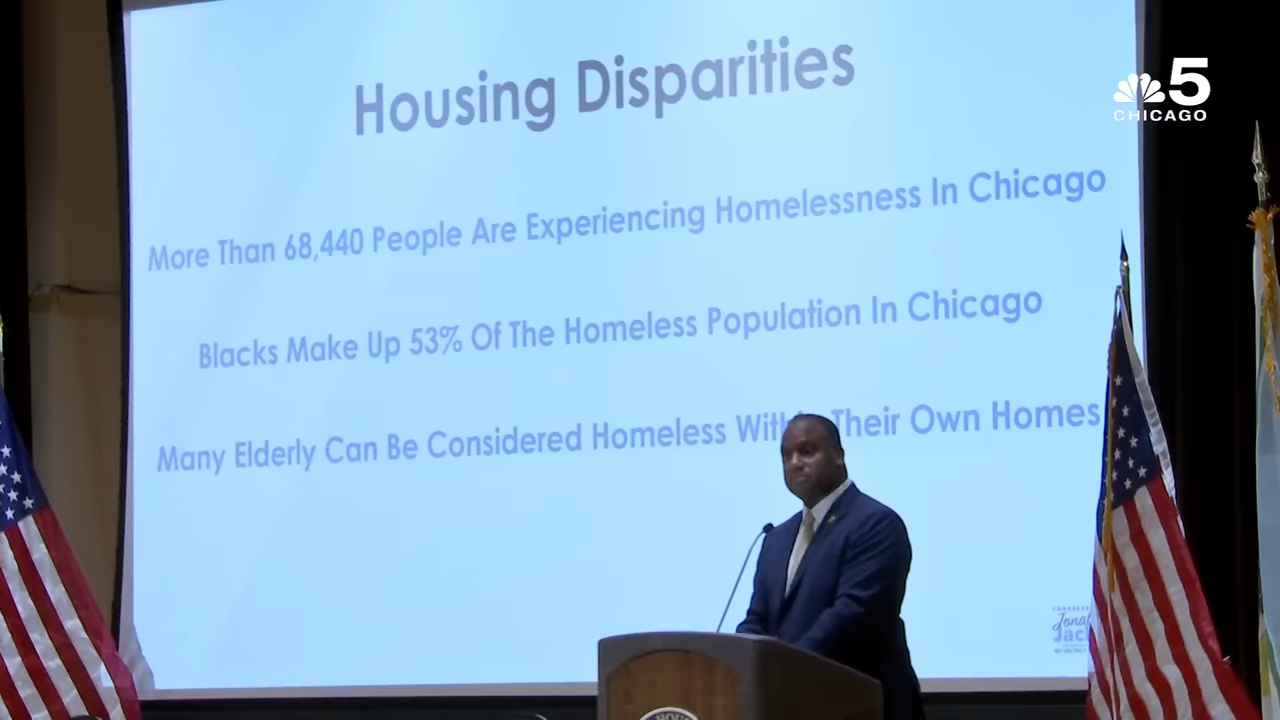 Housing Disparities
5
CHICAGO
More Than 68,440 People Are Experiencing Homelessness In Chicago
Blacks Make Up 53% Of The Homeless Population In Chicago
Many Elderly Can Be Considered Homeless Their Own Homes